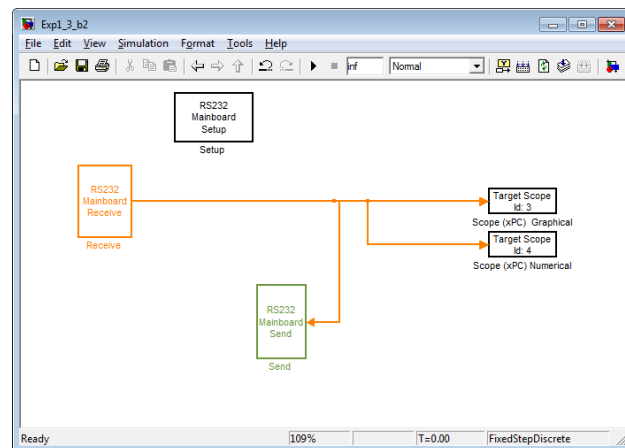 Exp1_3_b2
File Edit View Simulation Format Tools Help
inf Normal
RS232
Mainboard
Setup
Setup
RS232
Mainboard
Receive
Receive
Target Scope
Id: 3
Scope (xPC) Graphical
Target Scope
Id: 4
Scope (xPC) Numerical
RS232
Mainboard
Send
Send
Ready 109% T=0.00 FixedStepDiscrete